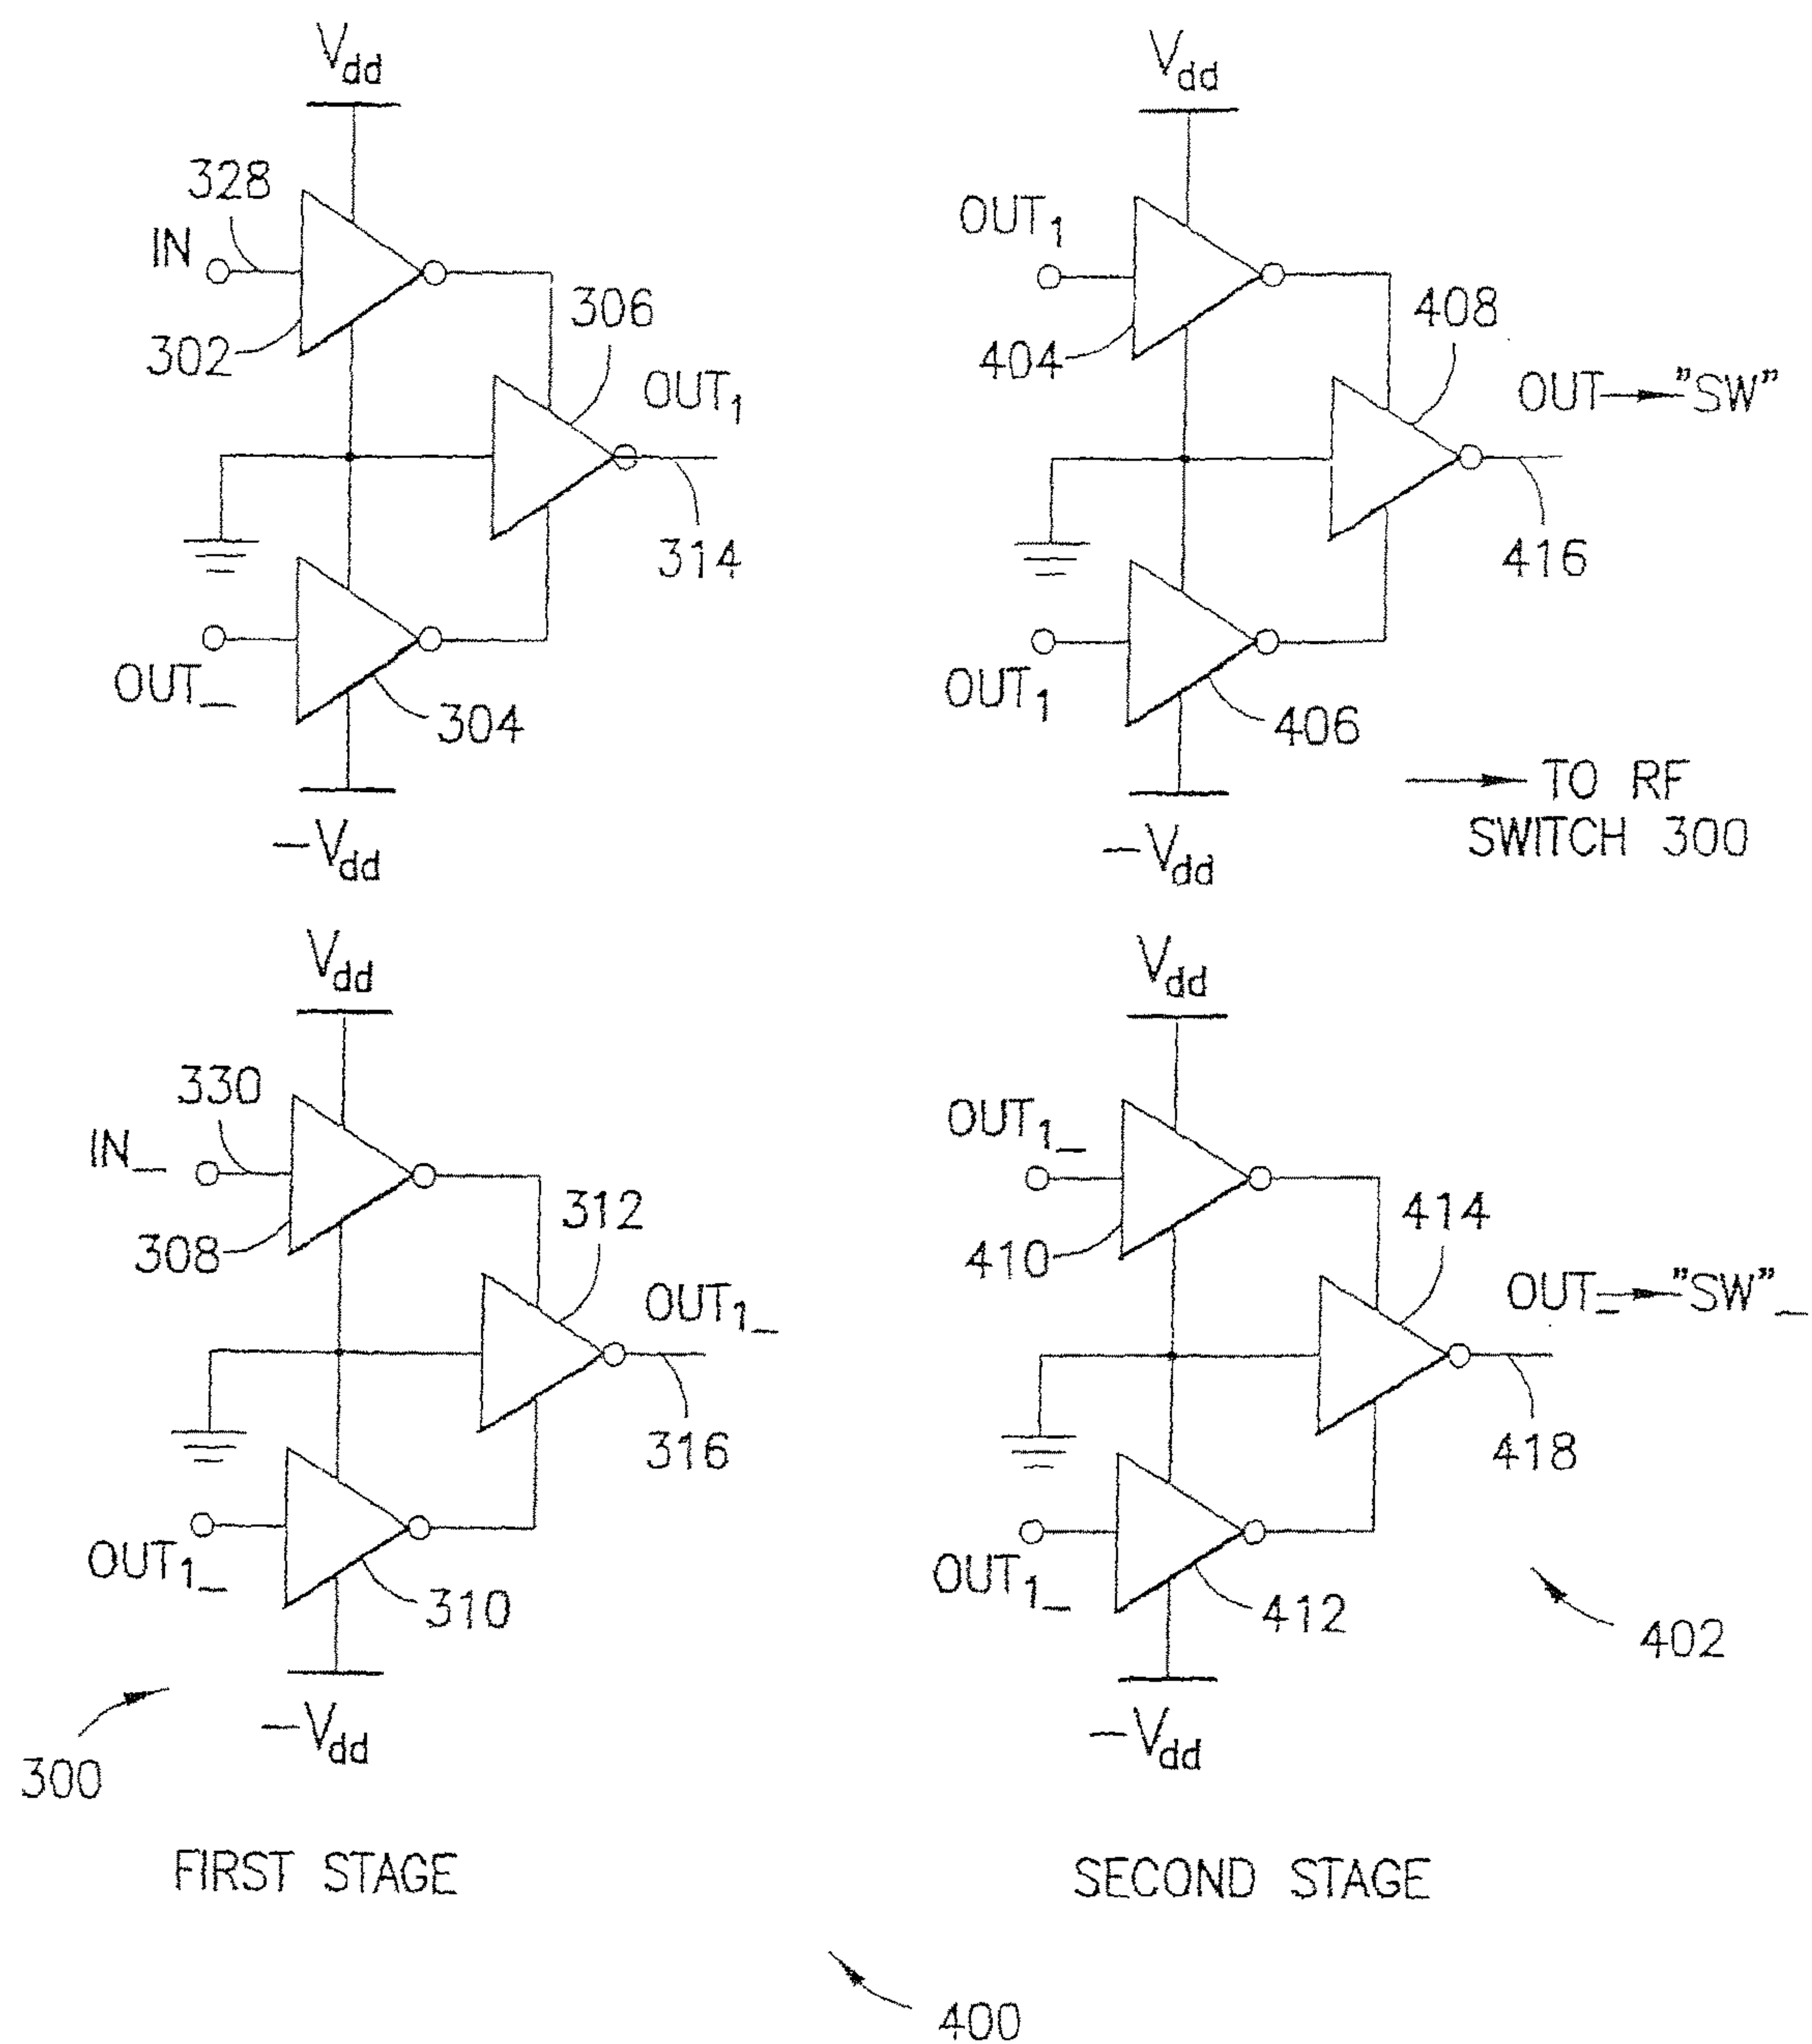 Vdd
328
IN
302
306
OUT1
314
OUT_
304
-Vdd
Vdd
OUT1
404
408
OUT → "SW"
416
OUT1
406
-Vdd
→ TO RF
SWITCH 300
Vdd
330
IN_
308
312
OUT1_
316
OUT1_
310
-Vdd
300
FIRST STAGE
Vdd
OUT1_
410
414
OUT_ → "SW"_
418
OUT1_
412
-Vdd
402
SECOND STAGE
400